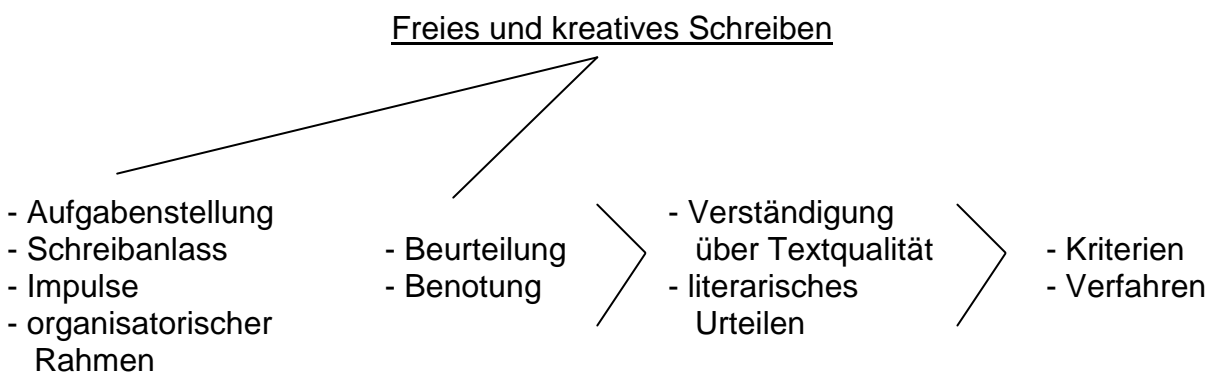 Freies und kreatives Schreiben
- Aufgabenstellung
- Schreibanlass
- Impulse
- organisatorischer
Rahmen
- Beurteilung
- Benotung
- Verständigung
über Textqualität
- literarisches
Urteilen
- Kriterien
- Verfahren